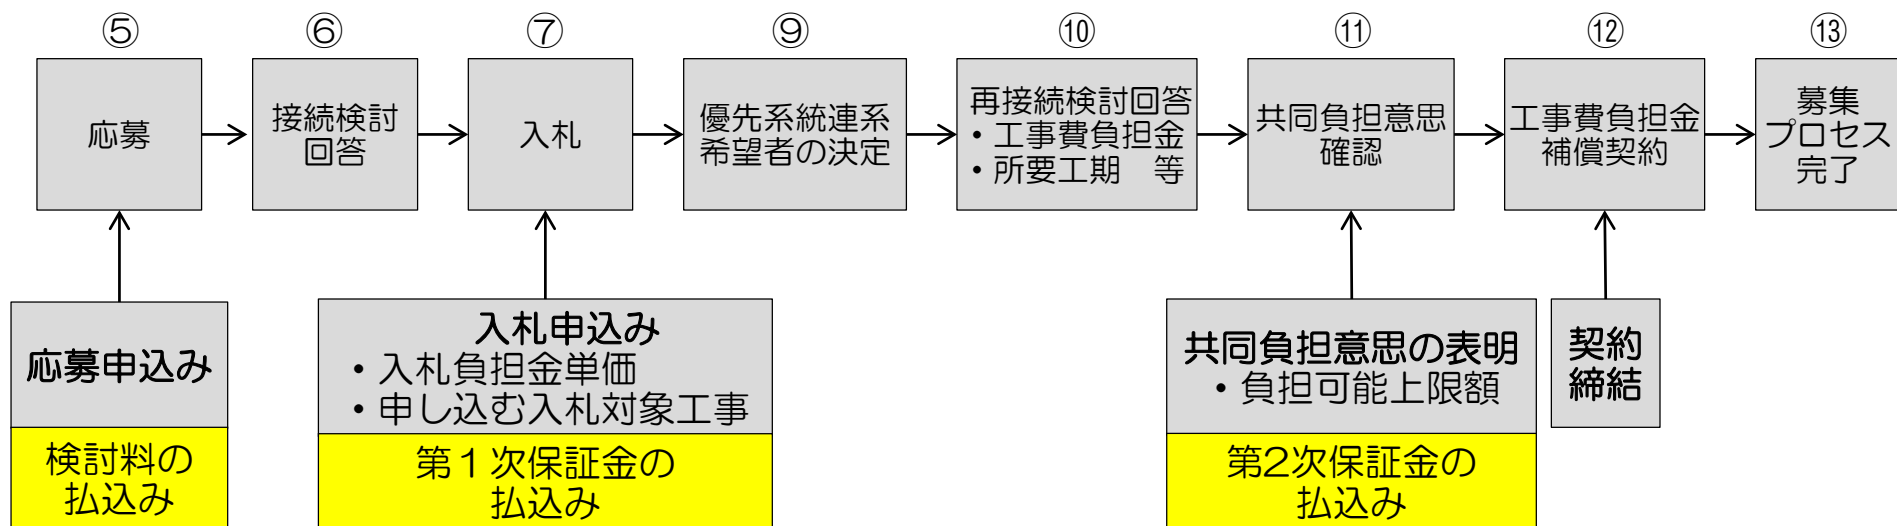 ⑤
応募
⑥
接続検討
回答
⑦
入札
⑨
優先系統連系
希望者の決定
⑩
再接続検討回答
・工事費負担金
・所要工期　等
⑪
共同負担意思
確認
⑫
工事費負担金
補償契約
⑬
募集
プロセス
完了
応募申込み
検討料の
払込み
入札申込み
・入札負担金単価
・申し込む入札対象工事
第１次保証金の
払込み
共同負担意思の表明
・負担可能上限額
第2次保証金の
払込み
契約
締結